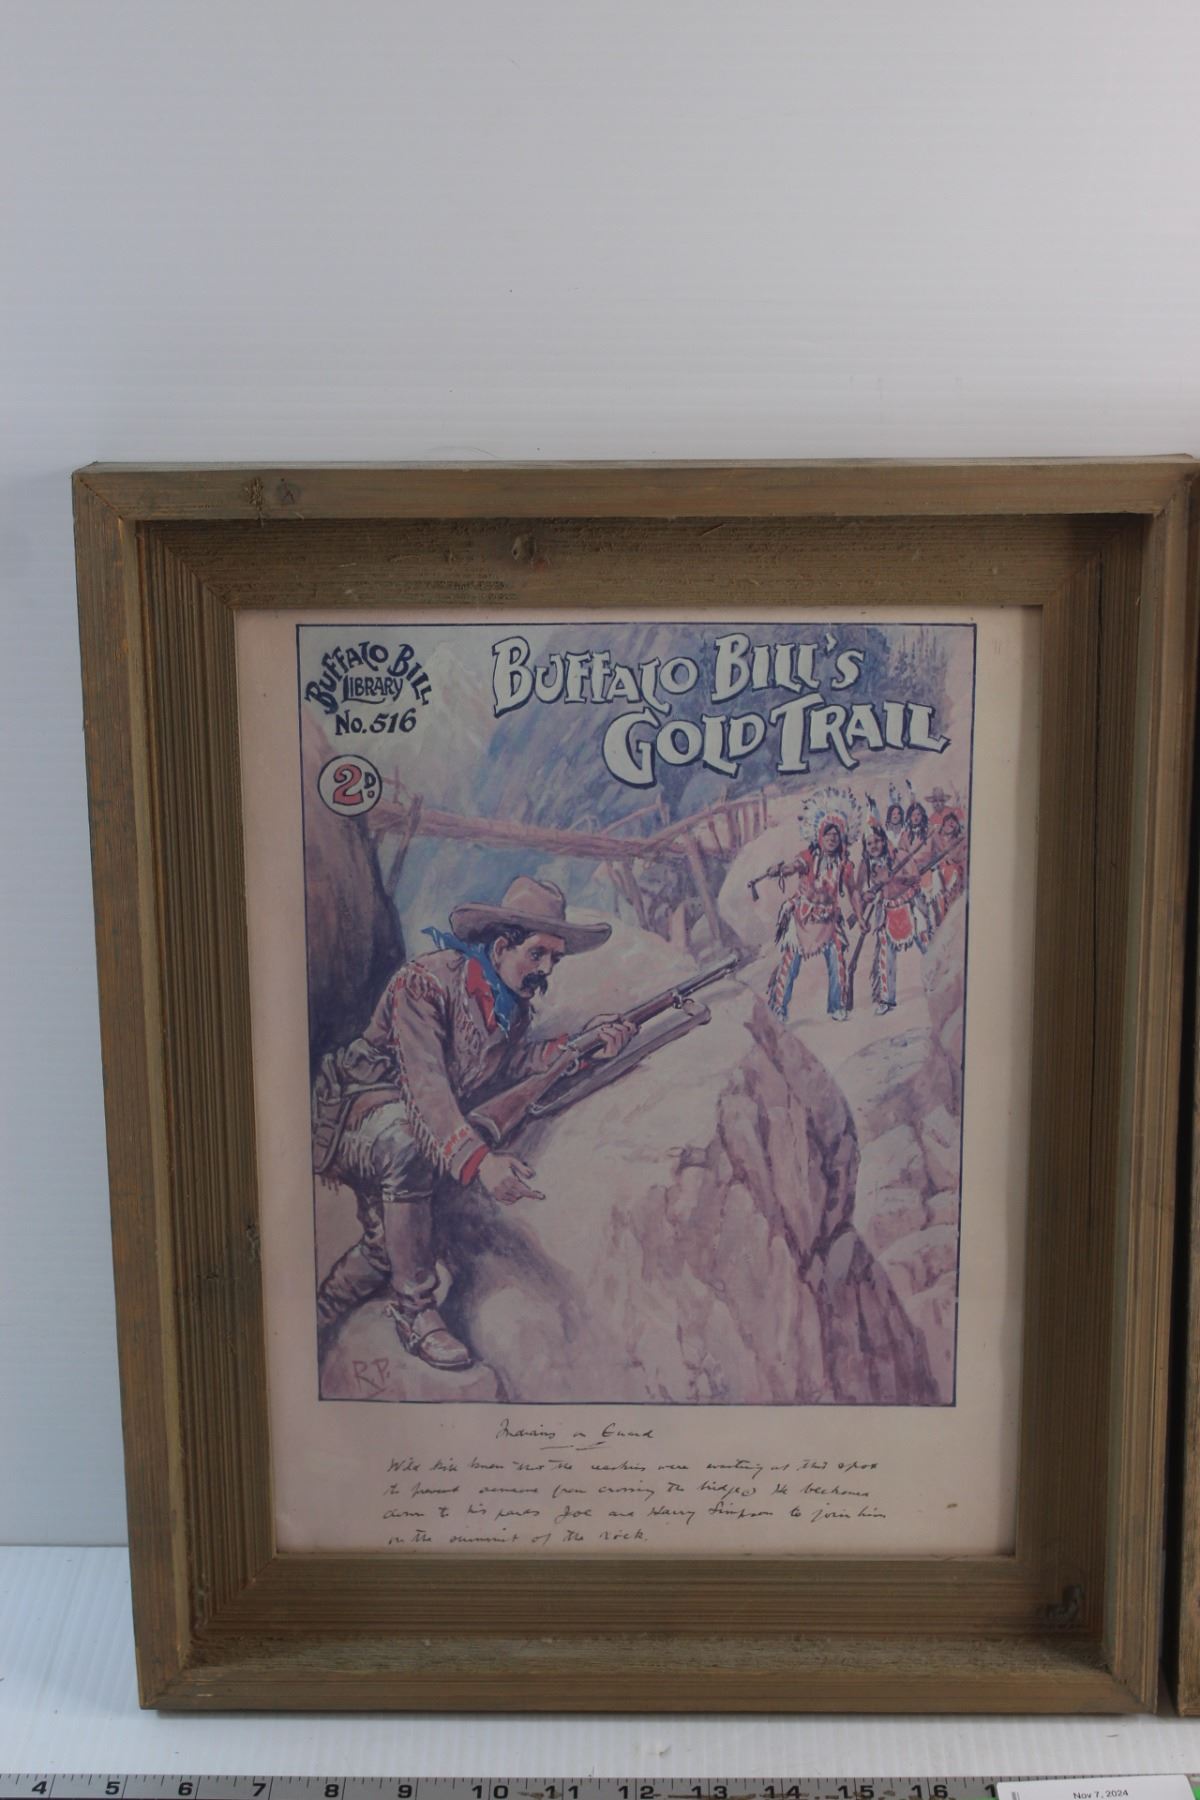 BUFFALO BILL
LIBRARY
No. 516
2D.
BUFFALO BILL'S
GOLD TRAIL
R.P.
Indians on Guard
Wild Bill knew that the were waiting at this spot
to prevent someone from crossing the bridge. He beckoned
down to his pards Joe and Harry Simpson to join him
on the summit of the rock.
4 5 6 7 8 9 10 11 12 13 14 15 16 1
Nov 7, 2024